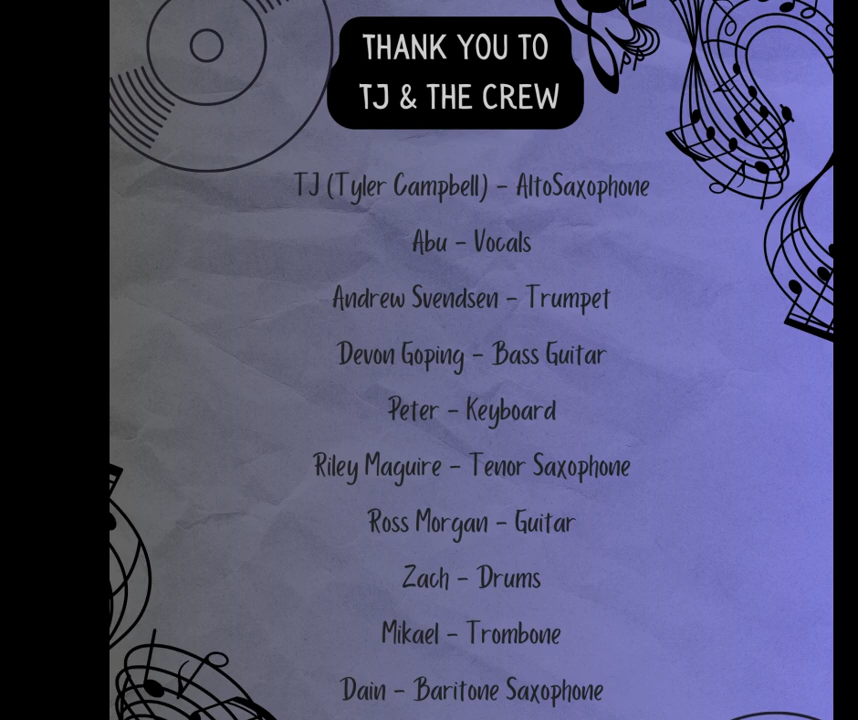 THANK YOU TO
TJ & THE CREW
TJ (Tyler Campbell) - AltoSaxophone
Abu - Vocals
Andrew Svendsen - Trumpet
Devon Goping - Bass Guitar
Peter - Keyboard
Riley Maguire - Tenor Saxophone
Ross Morgan - Guitar
Zach - Drums
Mikael - Trombone
Dain - Baritone Saxophone